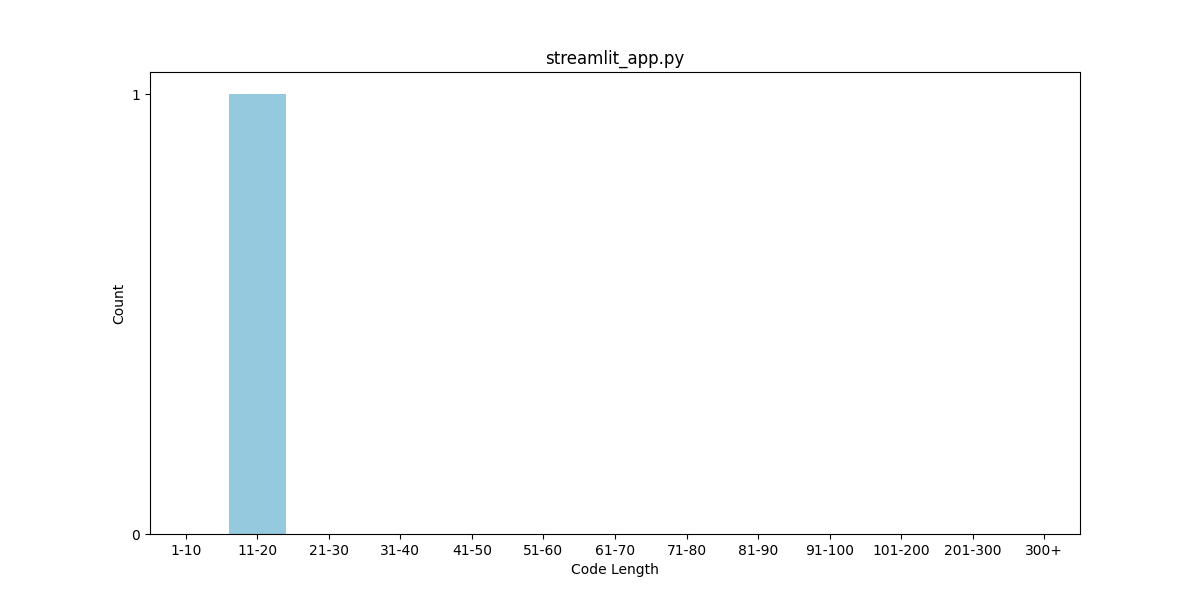 streamlit_app.py
1
Count
0
1-10 11-20 21-30 31-40 41-50 51-60 61-70 71-80 81-90 91-100 101-200 201-300 300+
Code Length